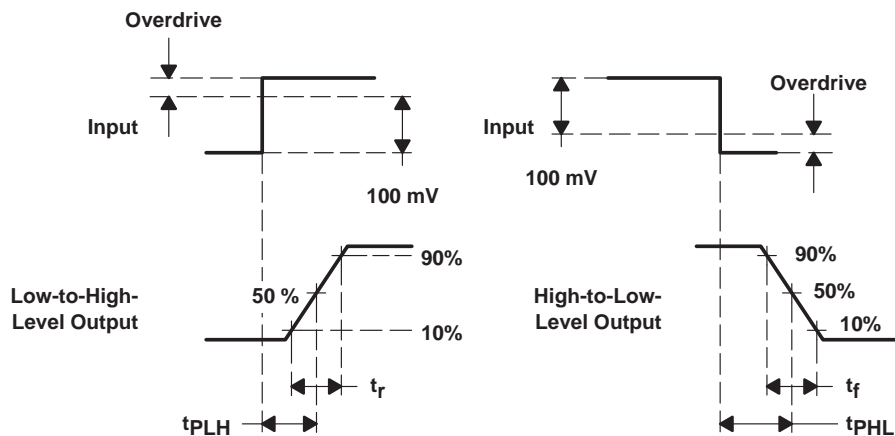 Overdrive
Input
100 mV
Low-to-High-
Level Output
50 %
90%
10%
tr
tPLH
Overdrive
Input
100 mV
High-to-Low-
Level Output
90%
50%
10%
tf
tPHL